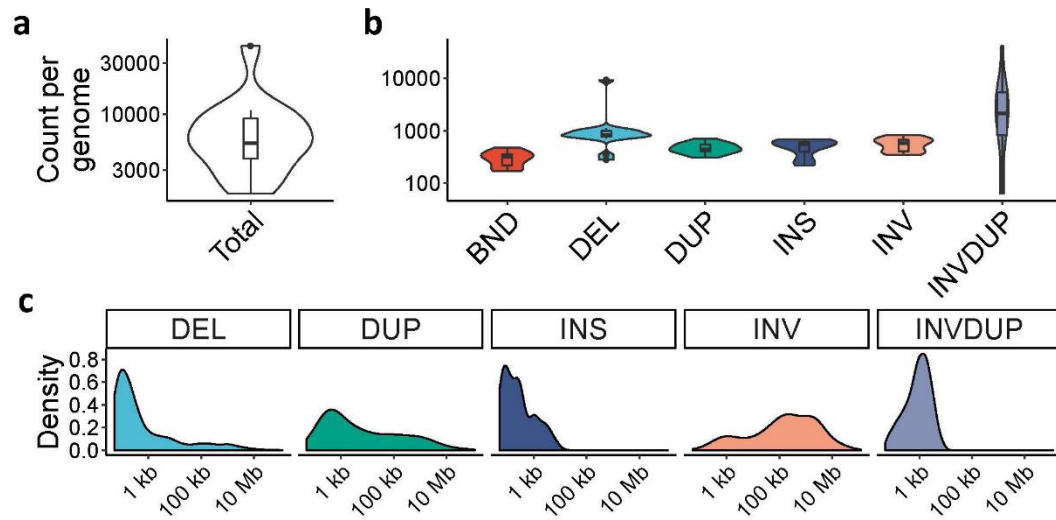 a
Count per
genome
30000
10000
3000
Total
b
10000
1000
100
BND
DEL
DUP
INS
INV
INVDUP
c
DEL
DUP
INS
INV
INVDUP
Density
0.8
0.6
0.4
0.2
0.0
1 kb
100 kb
10 Mb
1 kb
100 kb
10 Mb
1 kb
100 kb
10 Mb
1 kb
100 kb
10 Mb
1 kb
100 kb
10 Mb